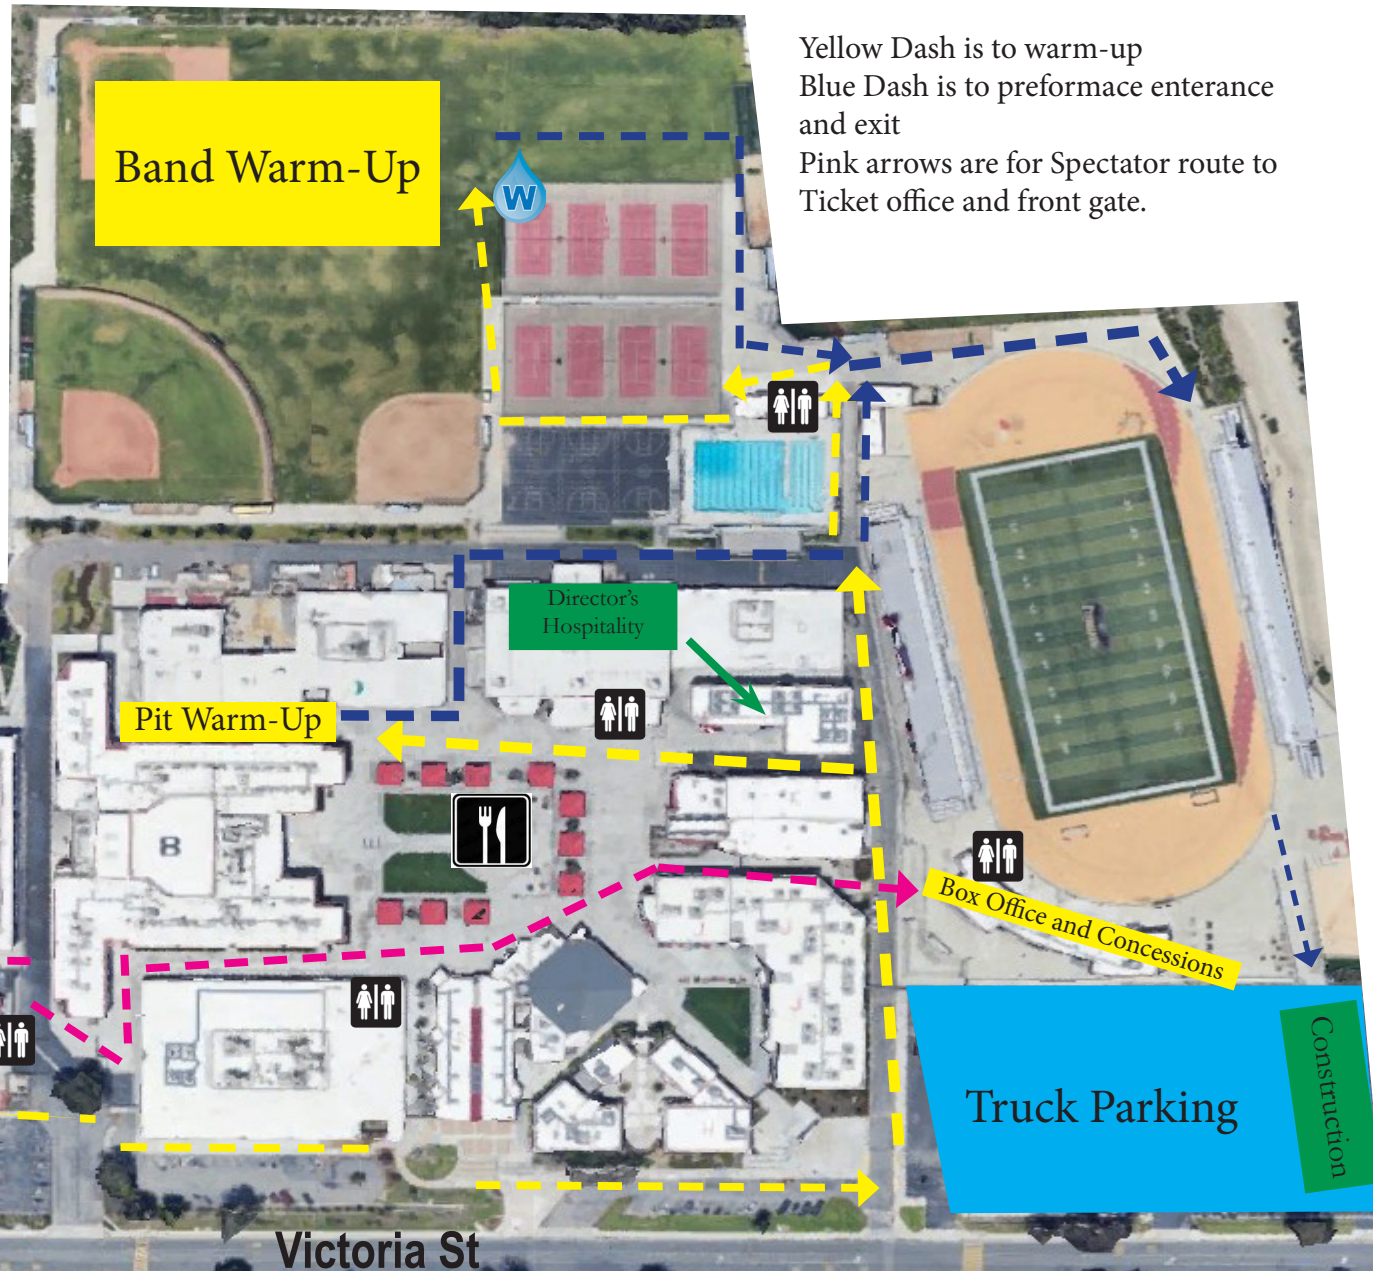 Yellow Dash is to warm-up
Blue Dash is to preformace enterance
and exit
Pink arrows are for Spectator route to
Ticket office and front gate.
Band Warm-Up
W
Director's
Hospitality
Pit Warm-Up
B
Box Office and Concessions
Truck Parking
Construction
Victoria St